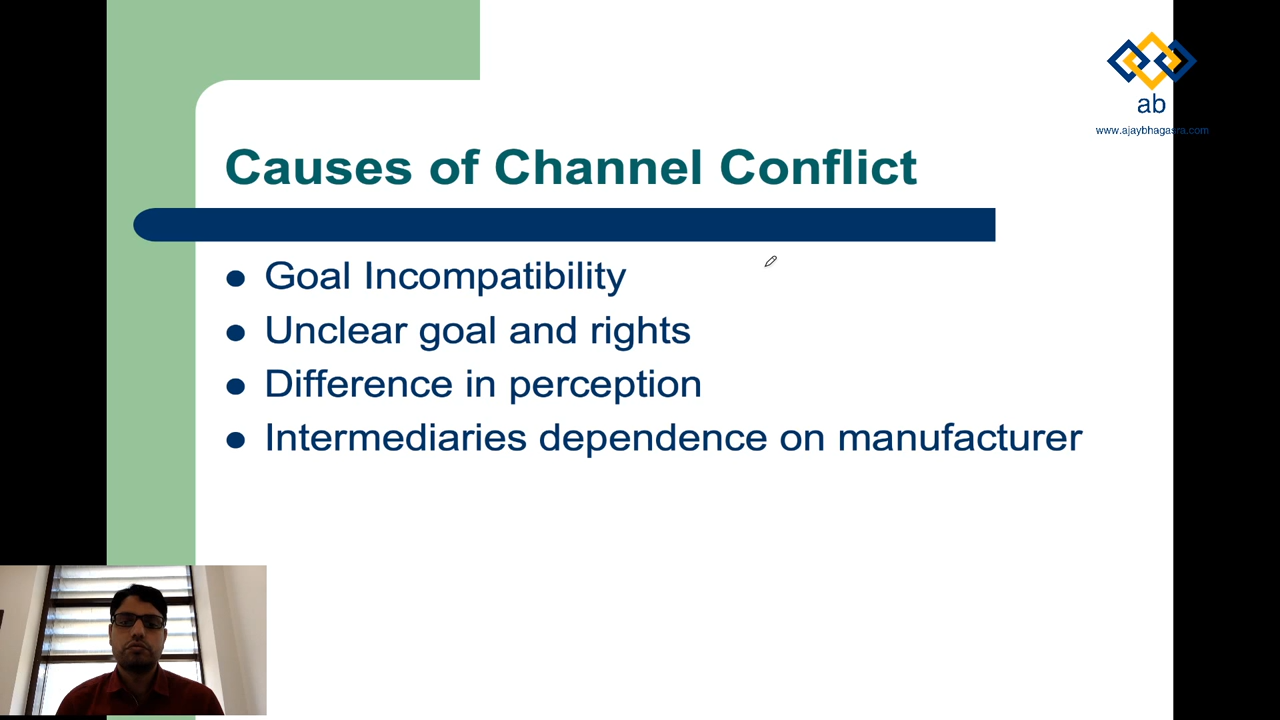 ab
www.ajaybhagasra.com
Causes of Channel Conflict
Goal Incompatibility
Unclear goal and rights
Difference in perception
Intermediaries dependence on manufacturer